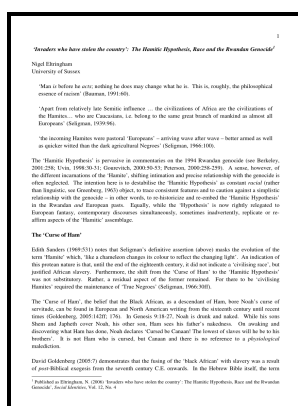 1
'Invaders who have stolen the country': The Hamitic Hypothesis, Race and the Rwandan Genocide¹
Nigel Eltringham
University of Sussex
'Man is before he acts; nothing he does may change what he is. This is, roughly, the philosophical
essence of racism' (Bauman, 1991:60).
'Apart from relatively late Semitic influence … the civilizations of Africa are the civilizations of
the Hamites… who are Caucasians, i.e. belong to the same great branch of mankind as almost all
Europeans' (Seligman, 1939:96).
'the incoming Hamites were pastoral 'Europeans' – arriving wave after wave – better armed as well
as quicker witted than the dark agricultural Negroes' (Seligman, 1966:100).
The 'Hamitic Hypothesis' is pervasive in commentaries on the 1994 Rwandan genocide (see Berkeley,
2001:258; Uvin, 1998:30-31; Gourevitch, 2000:50-53; Prunier, 2000:258-259). A sense, however, of
the different incarnations of the 'Hamite', shifting intimation and precise relationship with the genocide is
often neglected. The intention here is to destabilise the 'Hamitic Hypothesis' as constant racial (rather
than linguistic, see Greenberg, 1963) object, to trace consistent features and to caution against a simplistic
relationship with the genocide – in other words, to re-historicize and re-embed the 'Hamitic Hypothesis'
in the Rwandan and European pasts. Equally, while the 'Hypothesis' is now rightly relegated to
European fantasy, contemporary discourses simultaneously, sometimes inadvertently, replicate or re-
affirm aspects of the 'Hamitic' assemblage.
The 'Curse of Ham'
Edith Sanders (1969:531) notes that Seligman's definitive assertion (above) masks the evolution of the
term 'Hamite' which, 'like a chameleon changes its colour to reflect the changing light'. An indication of
this protean nature is that, until the end of the eighteenth century, it did not indicate a 'civilising race', but
justified African slavery. Furthermore, the shift from the 'Curse of Ham' to the 'Hamitic Hypothesis'
was not substitutory. Rather, a residual aspect of the former remained. For there to be 'civilising
Hamites' required the maintenance of 'True Negroes' (Seligman, 1966:30ff).
The 'Curse of Ham', the belief that the Black African, as a descendant of Ham, bore Noah's curse of
servitude, can be found in European and North American writing from the sixteenth century until recent
times (Goldenberg, 2005:142ff, 176). In Genesis 9:18-27, Noah is drunk and naked. While his sons
Shem and Japheth cover Noah, his other son, Ham sees his father's nakedness. On awaking and
discovering what Ham has done, Noah declares 'Cursed be Canaan! The lowest of slaves will he be to his
brothers'. It is not Ham who is cursed, but Canaan and there is no reference to a physiological
malediction.
David Goldenberg (2005:7) demonstrates that the fusing of the 'black African' with slavery was a result
of post-Biblical exegesis from the seventh century C.E. onwards. In the Hebrew Bible itself, the term
¹ Published as Eltringham, N. (2006) 'Invaders who have stolen the country': The Hamitic Hypothesis, Race and the Rwandan
Genocide', Social Identities, Vol. 12, No. 4